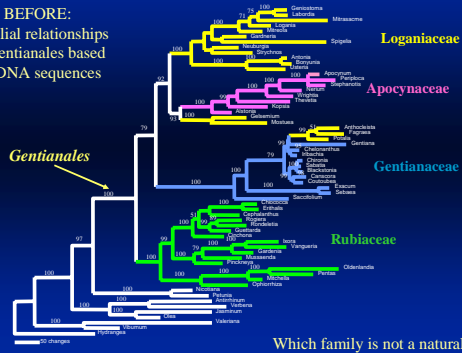 BEFORE:
lial relationships
entianales based
DNA sequences
Gentianales
Loganiaceae
Apocynaceae
Gentianaceae
Rubiaceae
Geniostoma
Labordia
Mitrasacme
Logania
Mitreola
Gardneria
Spigelia
Neuburgia
Strychnos
Antonia
Bonyunia
Usteria
Apocynum
Periploca
Stephanotis
Nerium
Wrightia
Thevetia
Kopsia
Alstonia
Gelsemium
Mostuea
Anthocleista
Fagraea
Potalia
Gentiana
Chelonanthus
Irlbachia
Chironia
Sabatia
Blackstonia
Canscora
Coutoubea
Exacum
Sebaea
Saccifolium
Chiococca
Erithalis
Cephalanthus
Rogiera
Rondeletia
Guettarda
Cinchona
Ixora
Vangueria
Gardenia
Mussaenda
Pinckneya
Oldenlandia
Pentas
Mitchella
Ophiorrhiza
Nicotiana
Petunia
Antirrhinum
Verbena
Jasminum
Olea
Valeriana
Viburnum
Hydrangea
50 changes
Which family is not a natural